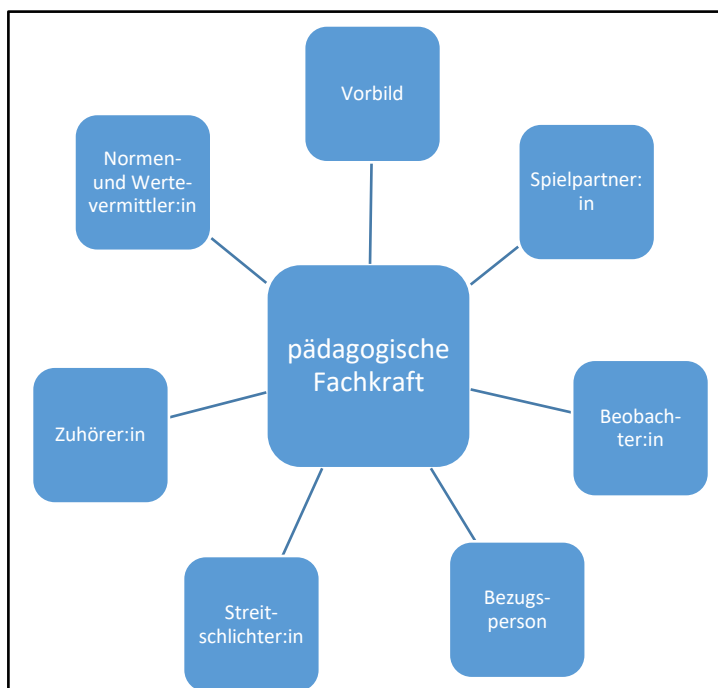 Vorbild
Normen-
und Werte-
vermittler:in
Spielpartner:
in
pädagogische
Fachkraft
Zuhörer:in
Beobach-
ter:in
Streit-
schlichter:in
Bezugs-
person